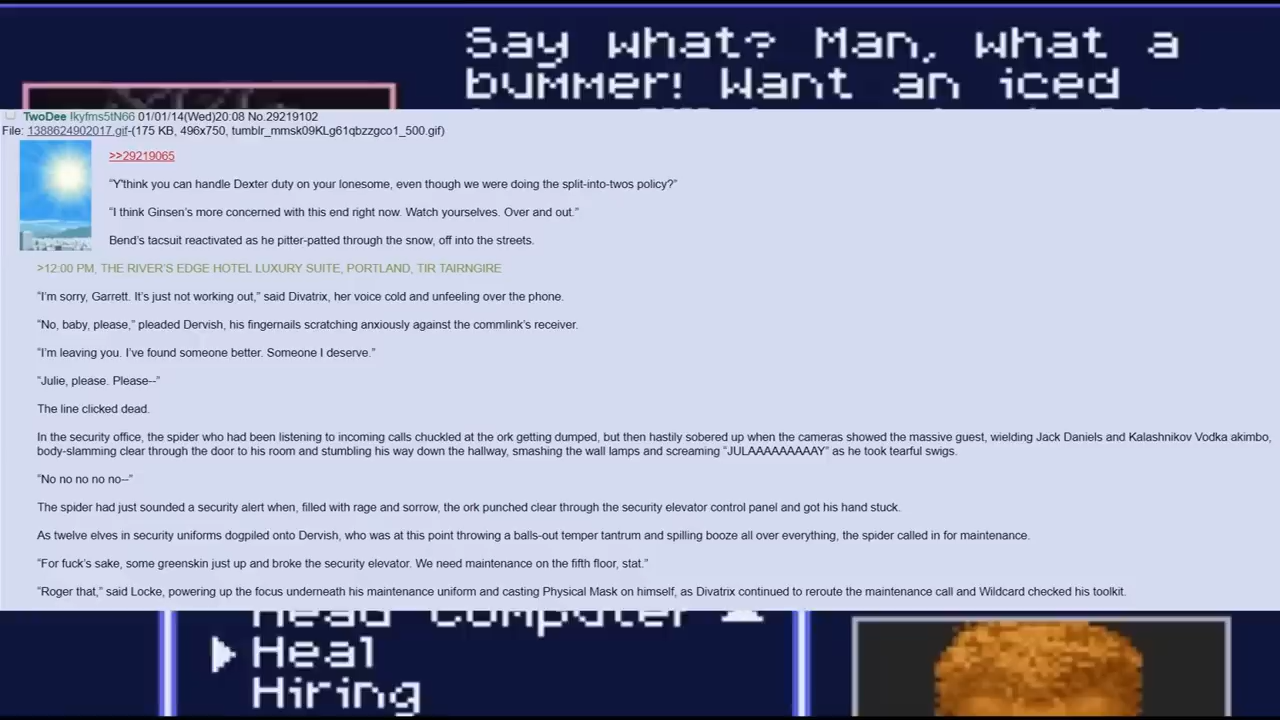 Say what? Man, what a
bummer! Want an iced
TwoDee !kyfms5tN66 01/01/14(Wed)20:08 No.29219102
File: 1388624902017.gif-(175 KB, 496x750, tumblr_mmsk09KLg61qbzzgco1_500.gif)
>>29219065
“Y'think you can handle Dexter duty on your lonesome, even though we were doing the split-into-twos policy?”
“I think Ginsen’s more concerned with this end right now. Watch yourselves. Over and out.”
Bend’s tacsuit reactivated as he pitter-patted through the snow, off into the streets.
>12:00 PM, THE RIVER’S EDGE HOTEL LUXURY SUITE, PORTLAND, TIR TAIRNGIRE
“I’m sorry, Garrett. It’s just not working out,” said Divatrix, her voice cold and unfeeling over the phone.
“No, baby, please,” pleaded Dervish, his fingernails scratching anxiously against the commlink’s receiver.
“I’m leaving you. I’ve found someone better. Someone I deserve.”
“Julie, please. Please--”
The line clicked dead.
In the security office, the spider who had been listening to incoming calls chuckled at the ork getting dumped, but then hastily sobered up when the cameras showed the massive guest, wielding Jack Daniels and Kalashnikov Vodka akimbo,
body-slamming clear through the door to his room and stumbling his way down the hallway, smashing the wall lamps and screaming “JULAAAAAAAAAY” as he took tearful swigs.
“No no no no no--”
The spider had just sounded a security alert when, filled with rage and sorrow, the ork punched clear through the security elevator control panel and got his hand stuck.
As twelve elves in security uniforms dogpiled onto Dervish, who was at this point throwing a balls-out temper tantrum and spilling booze all over everything, the spider called in for maintenance.
“For fuck’s sake, some greenskin just up and broke the security elevator. We need maintenance on the fifth floor, stat.”
“Roger that,” said Locke, powering up the focus underneath his maintenance uniform and casting Physical Mask on himself, as Divatrix continued to reroute the maintenance call and Wildcard checked his toolkit.
Head Computer
Heal
Hiring